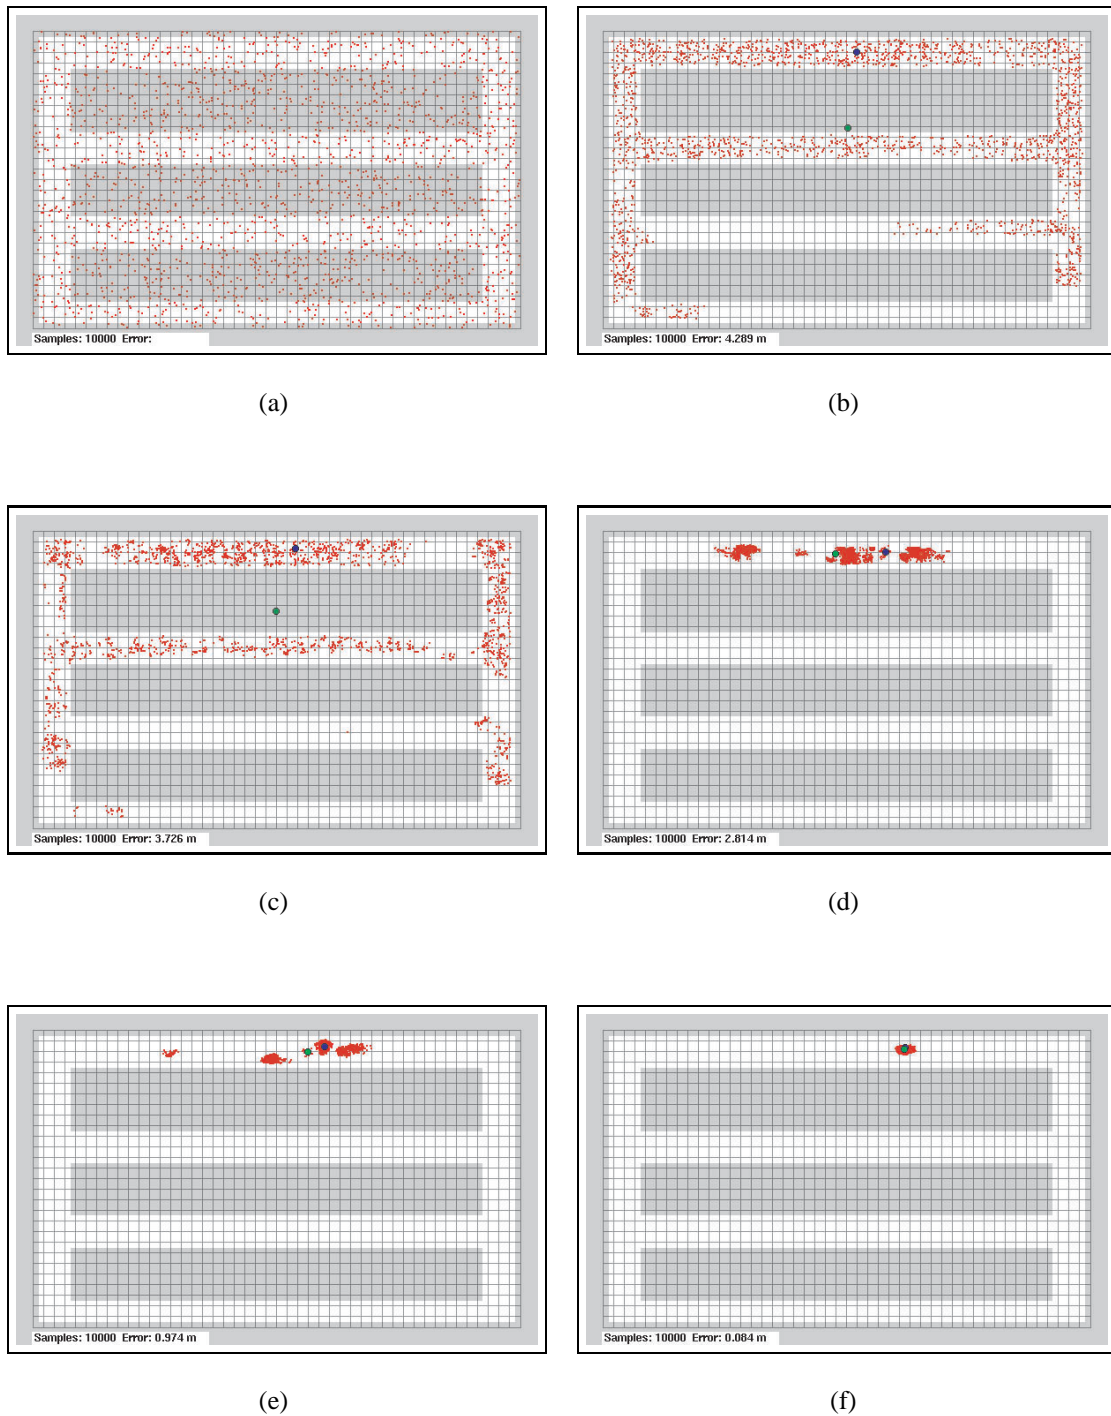 Samples: 10000 Error:
Samples: 10000 Error: 4.289 m
(a)
(b)
Samples: 10000 Error: 3.726 m
Samples: 10000 Error: 2.814 m
(c)
(d)
Samples: 10000 Error: 0.974 m
Samples: 10000 Error: 0.084 m
(e)
(f)